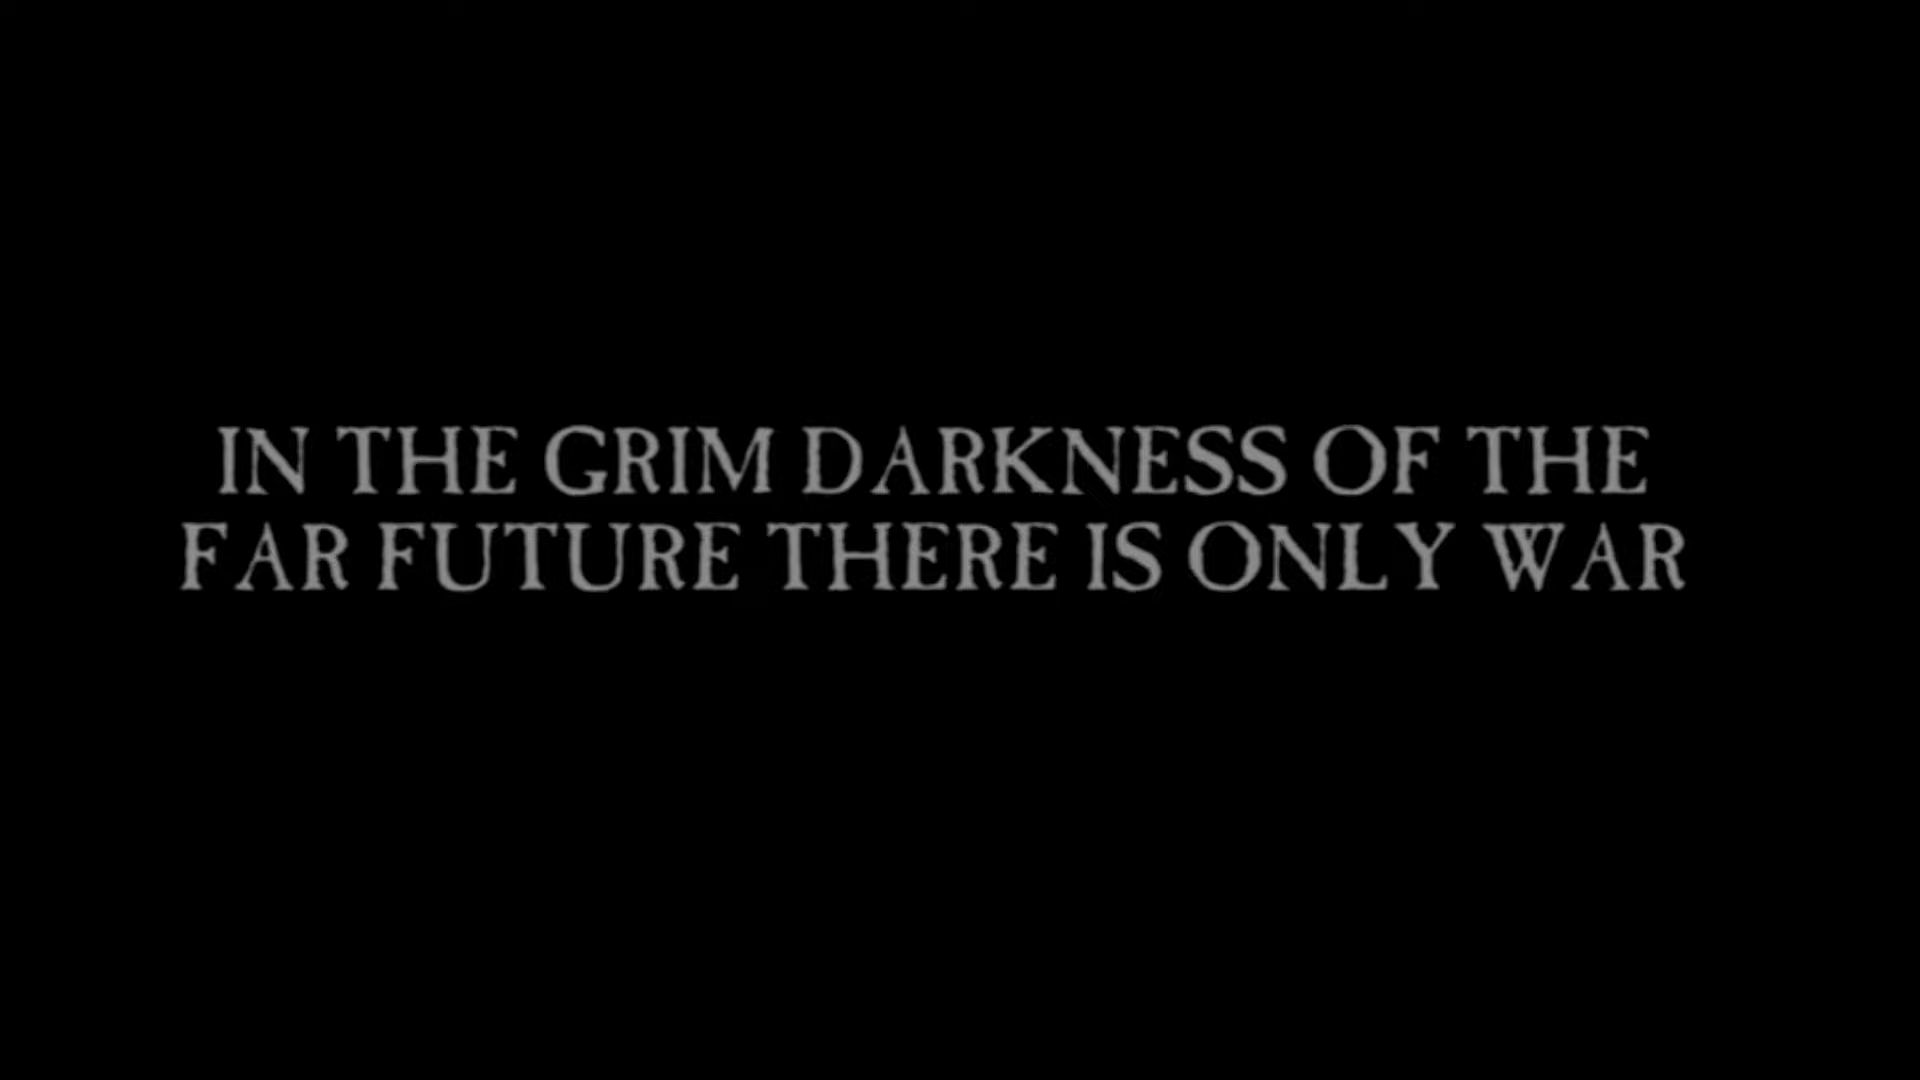 IN THE GRIM DARKNESS OF THE
FAR FUTURE THERE IS ONLY WAR